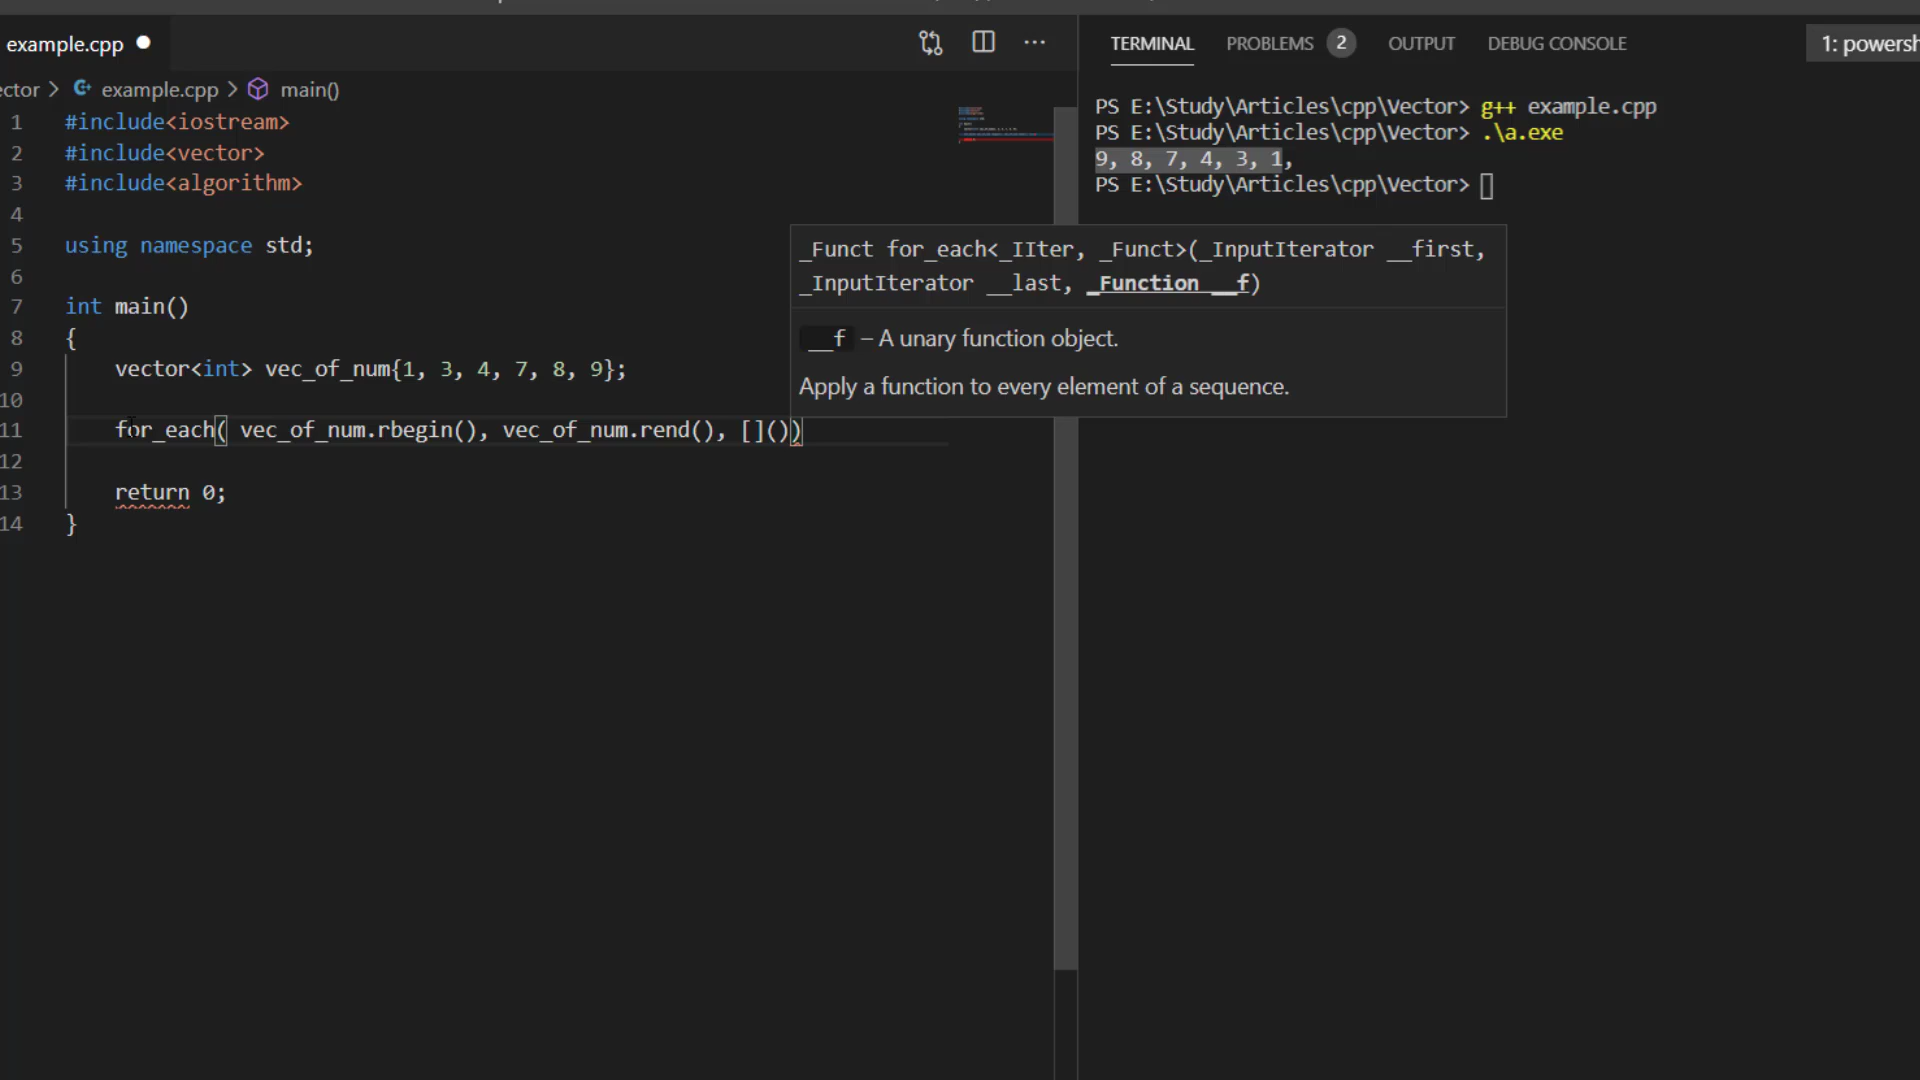 example.cpp
TERMINAL PROBLEMS 2 OUTPUT DEBUG CONSOLE 1: powersh
ector > example.cpp > main()
1 #include<iostream>
2 #include<vector>
3 #include<algorithm>
4
5 using namespace std;
6
7 int main()
8 {
9 vector<int> vec_of_num{1, 3, 4, 7, 8, 9};
10
11 for_each( vec_of_num.rbegin(), vec_of_num.rend(), []())
12
13 return 0;
14 }
PS E:\Study\Articles\cpp\Vector> g++ example.cpp
PS E:\Study\Articles\cpp\Vector> .\a.exe
9, 8, 7, 4, 3, 1,
PS E:\Study\Articles\cpp\Vector>
_Funct for_each<_IIter, _Funct>(_InputIterator __first,
_InputIterator __last, _Function __f)
__f – A unary function object.
Apply a function to every element of a sequence.